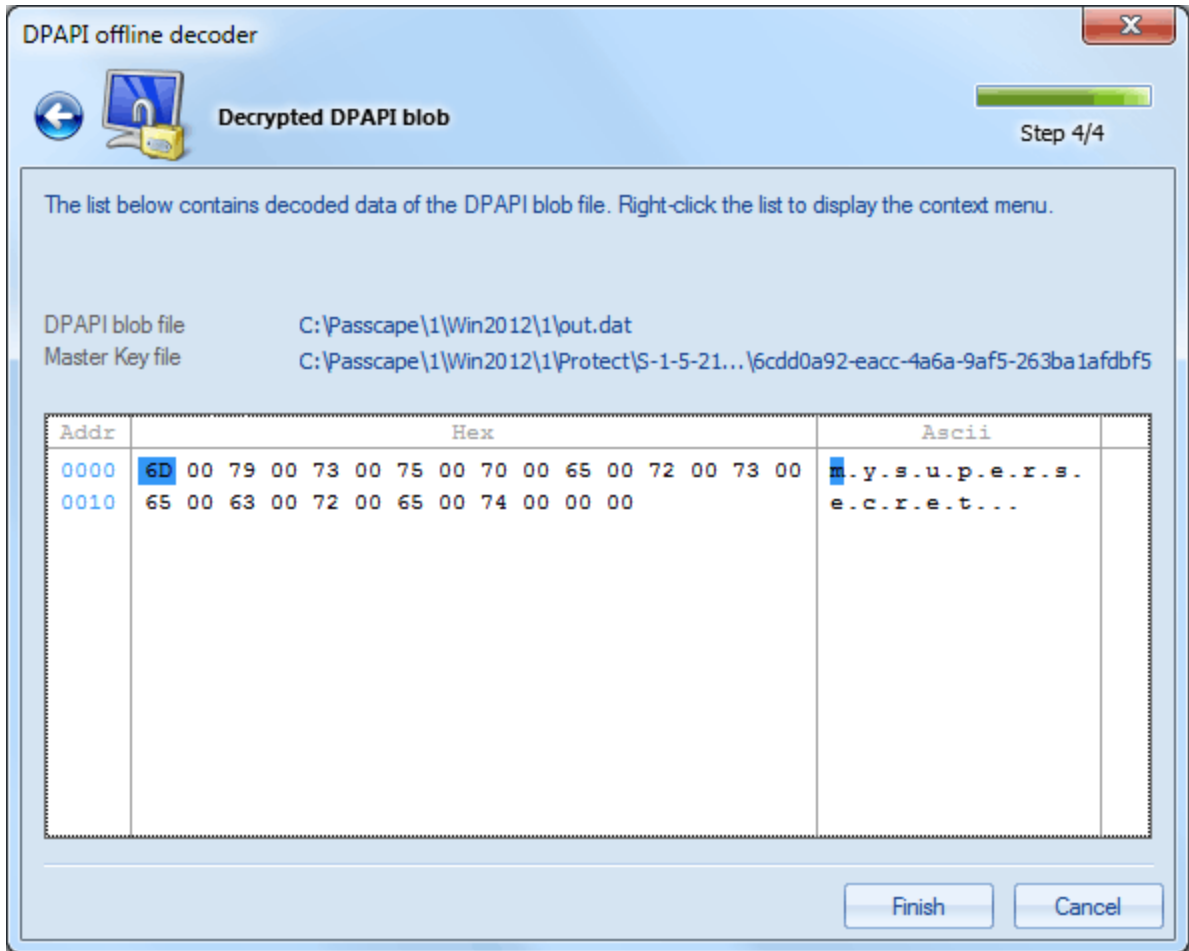 DPAPI offline decoder
Decrypted DPAPI blob
Step 4/4
The list below contains decoded data of the DPAPI blob file. Right-click the list to display the context menu.
DPAPI blob file C:\Passcape\1\Win2012\1\out.dat
Master Key file C:\Passcape\1\Win2012\1\Protect\S-1-5-21...\6cdd0a92-eacc-4a6a-9af5-263ba1afdbf5
Addr Hex Ascii
0000 6D 00 79 00 73 00 75 00 70 00 65 00 72 00 73 00 m.y.s.u.p.e.r.s.
0010 65 00 63 00 72 00 65 00 74 00 00 00 e.c.r.e.t...
Finish Cancel